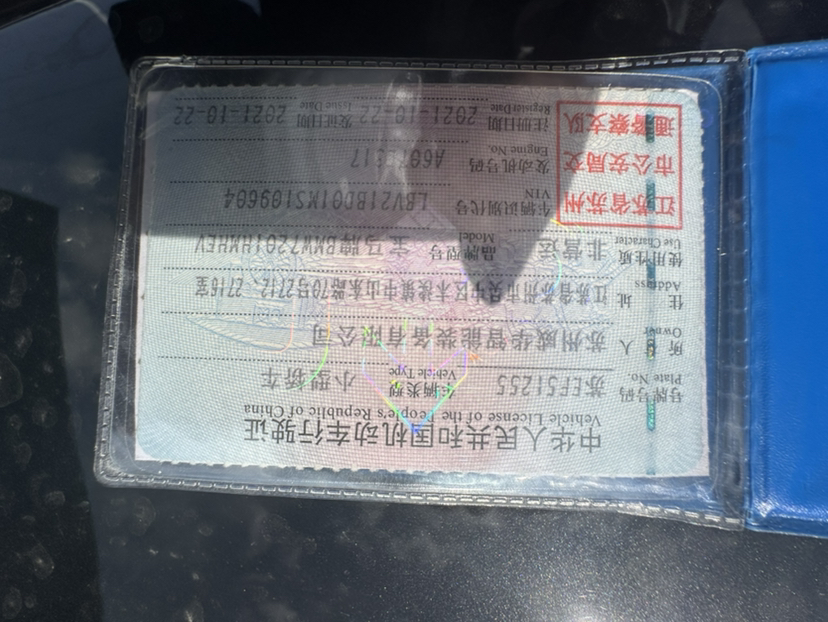 中华人民共和国机动车行驶证
Vehicle License of the People's Republic of China
号牌号码 苏EF51255 车辆类型 小型轿车
Plate No. Vehicle Type
所有人 苏州威华智能装备有限公司
Owner
住址 江苏省苏州市吴中区木渎镇中山东路70号2712、2716室
Address
使用性质 非营运 品牌型号 宝马牌BMW7201HMHEV
Use Character Model
江苏省苏州
市公安局交
通警察支队
车辆识别代号 LBV21BD01MS109604
VIN
发动机号码
Engine No.
注册日期 2021-10-22 发证日期 2021-10-22
Register Date Issue Date